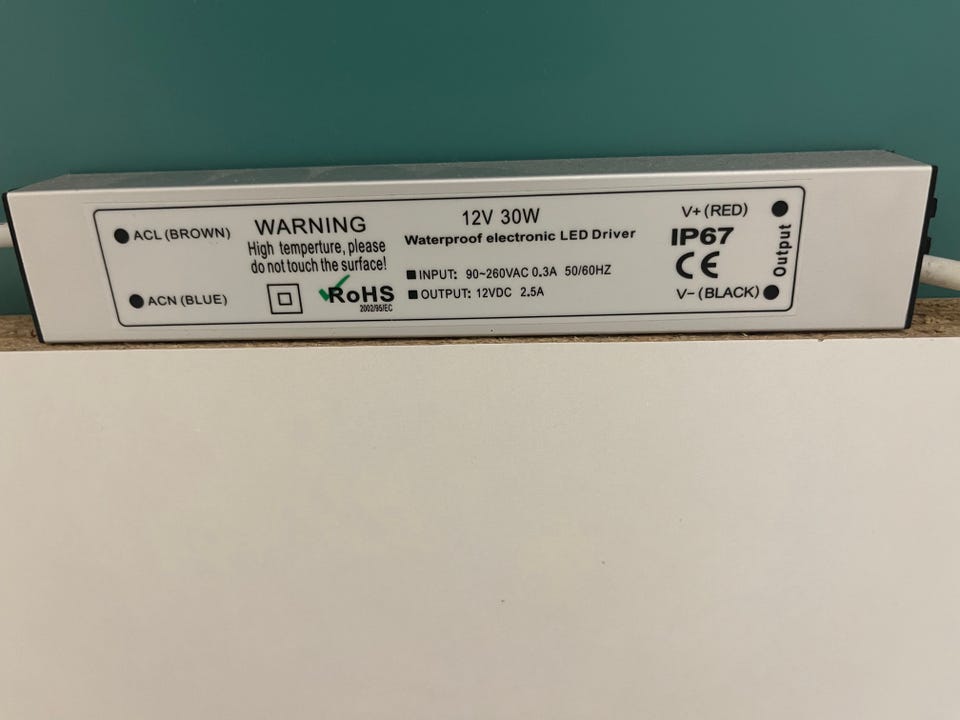 ACL (BROWN)
ACN (BLUE)
WARNING
High temperture, please
do not touch the surface!
RoHS
2002/95/EC
12V 30W
Waterproof electronic LED Driver
INPUT: 90~260VAC 0.3A 50/60HZ
OUTPUT: 12VDC 2.5A
V+(RED)
IP67
CE
V-(BLACK)
Output